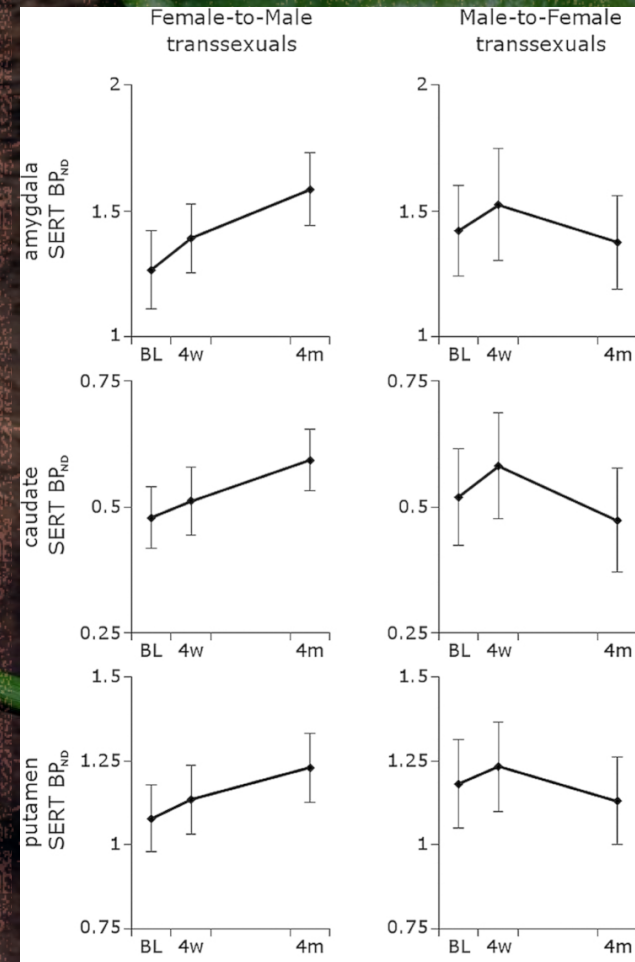 Female-to-Male
transsexuals
Male-to-Female
transsexuals
amygdala
SERT BPND
2
1.5
1
BL 4w 4m
2
1.5
1
BL 4w 4m
caudate
SERT BPND
0.75
0.5
0.25
BL 4w 4m
0.75
0.5
0.25
BL 4w 4m
putamen
SERT BPND
1.5
1.25
1
0.75
BL 4w 4m
1.5
1.25
1
0.75
BL 4w 4m